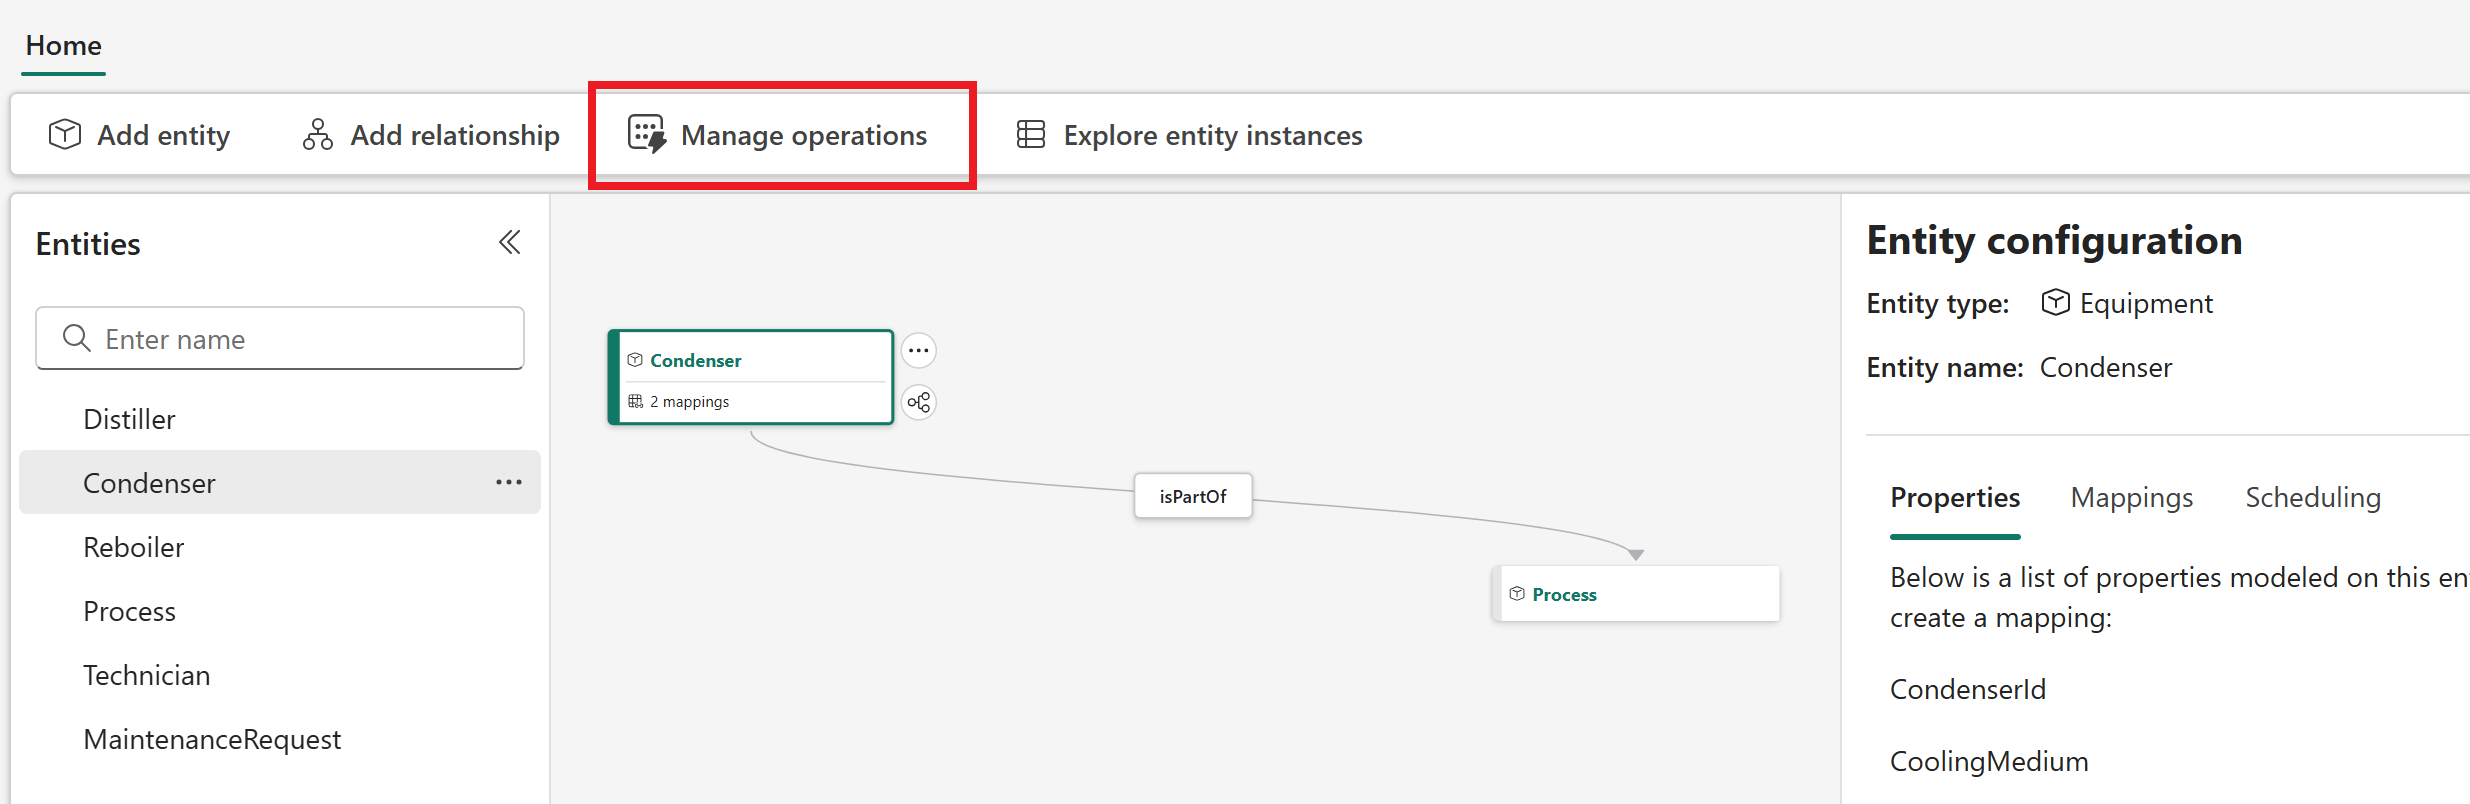 Home
Add entity
Add relationship
Manage operations
Explore entity instances
Entities
Enter name
Distiller
Condenser
Reboiler
Process
Technician
MaintenanceRequest
Condenser
2 mappings
isPartOf
Process
Entity configuration
Entity type: Equipment
Entity name: Condenser
Properties Mappings Scheduling
Below is a list of properties modeled on this en
create a mapping:
CondenserId
CoolingMedium